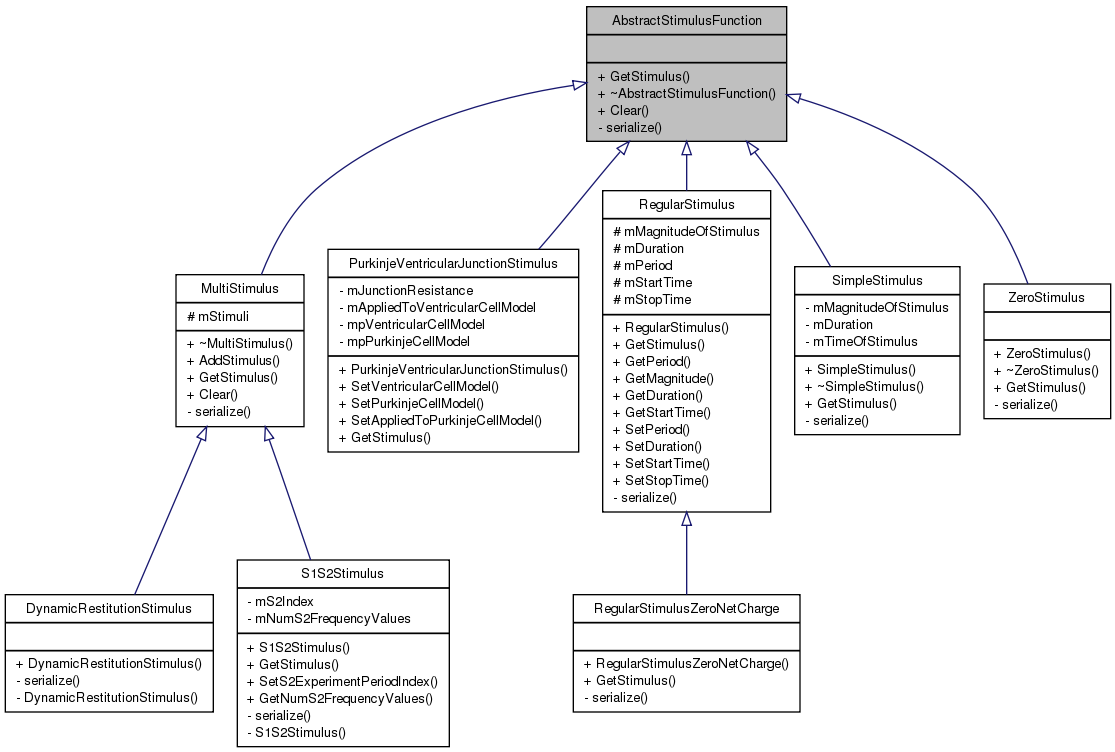 AbstractStimulusFunction
+ GetStimulus()
+ ~AbstractStimulusFunction()
+ Clear()
- serialize()
MultiStimulus
# mStimuli
+ ~MultiStimulus()
+ AddStimulus()
+ GetStimulus()
+ Clear()
- serialize()
PurkinjeVentricularJunctionStimulus
- mJunctionResistance
- mAppliedToVentricularCellModel
- mpVentricularCellModel
- mpPurkinjeCellModel
+ PurkinjeVentricularJunctionStimulus()
+ SetVentricularCellModel()
+ SetPurkinjeCellModel()
+ SetAppliedToPurkinjeCellModel()
+ GetStimulus()
RegularStimulus
# mMagnitudeOfStimulus
# mDuration
# mPeriod
# mStartTime
# mStopTime
+ RegularStimulus()
+ GetStimulus()
+ GetPeriod()
+ GetMagnitude()
+ GetDuration()
+ GetStartTime()
+ SetPeriod()
+ SetDuration()
+ SetStartTime()
+ SetStopTime()
- serialize()
SimpleStimulus
- mMagnitudeOfStimulus
- mDuration
- mTimeOfStimulus
+ SimpleStimulus()
+ ~SimpleStimulus()
+ GetStimulus()
- serialize()
ZeroStimulus
+ ZeroStimulus()
+ ~ZeroStimulus()
+ GetStimulus()
- serialize()
DynamicRestitutionStimulus
+ DynamicRestitutionStimulus()
- serialize()
- DynamicRestitutionStimulus()
S1S2Stimulus
- mS2Index
- mNumS2FrequencyValues
+ S1S2Stimulus()
+ GetStimulus()
+ SetS2ExperimentPeriodIndex()
+ GetNumS2FrequencyValues()
- serialize()
- S1S2Stimulus()
RegularStimulusZeroNetCharge
+ RegularStimulusZeroNetCharge()
+ GetStimulus()
- serialize()